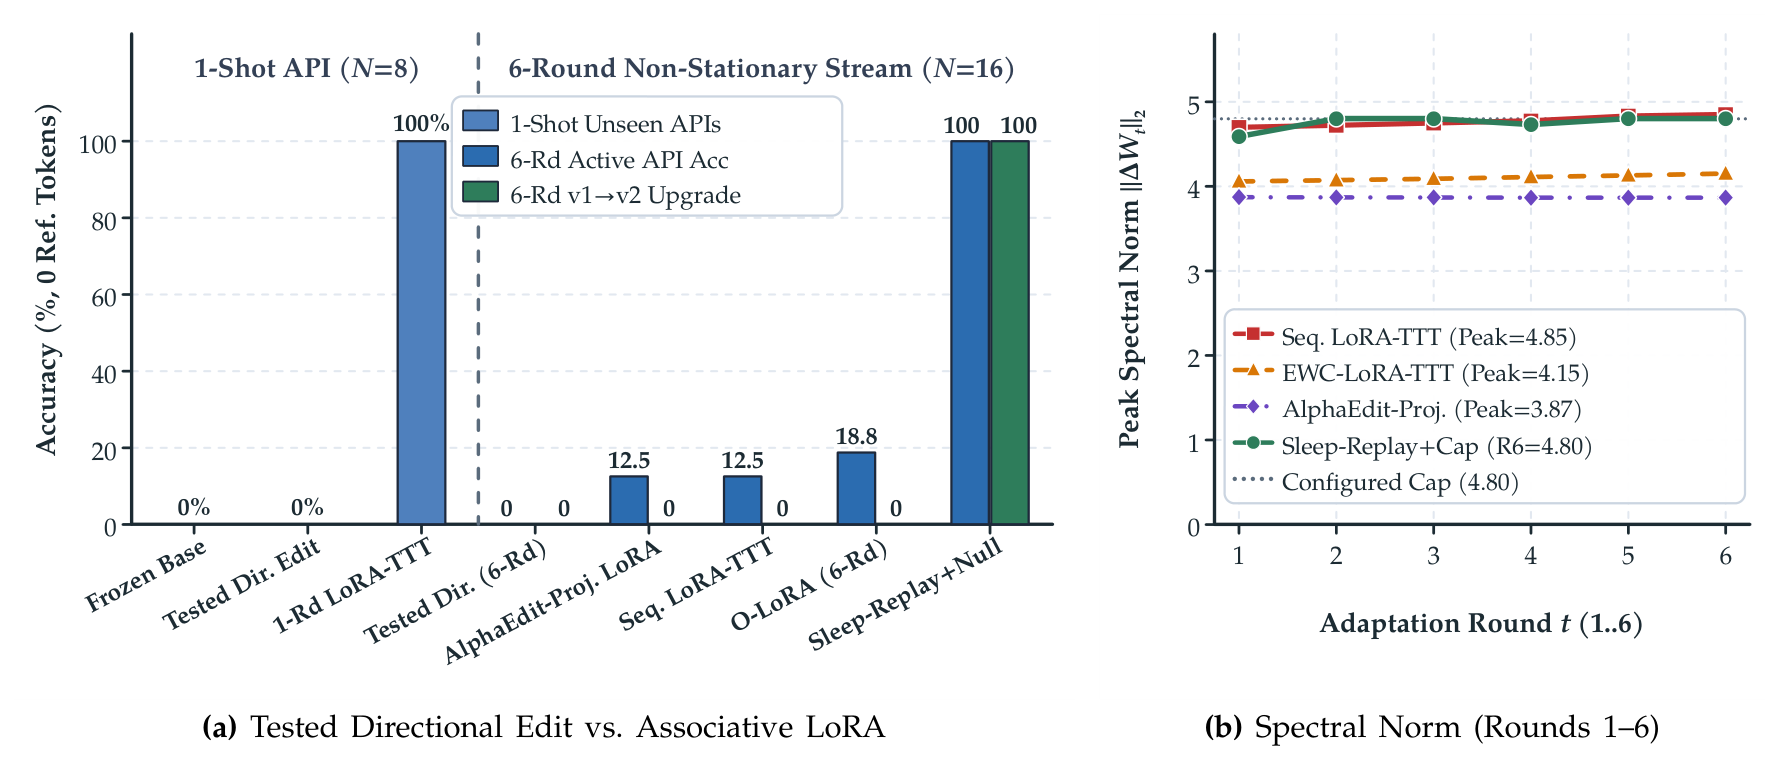 1-Shot API (N=8)
6-Round Non-Stationary Stream (N=16)
1-Shot Unseen APIs
6-Rd Active API Acc
6-Rd v1→v2 Upgrade
Accuracy (%, 0 Ref. Tokens)
100
80
60
40
20
0
0%
0%
100%
0
0
12.5
0
12.5
0
18.8
0
100
100
Frozen Base
Tested Dir. Edit
1-Rd LoRA-TTT
Tested Dir. (6-Rd)
AlphaEdit-Proj. LoRA
Seq. LoRA-TTT
O-LoRA (6-Rd)
Sleep-Replay+Null
(a) Tested Directional Edit vs. Associative LoRA
Peak Spectral Norm ||ΔWₜ||₂
5
4
3
2
1
0
Seq. LoRA-TTT (Peak=4.85)
EWC-LoRA-TTT (Peak=4.15)
AlphaEdit-Proj. (Peak=3.87)
Sleep-Replay+Cap (R6=4.80)
Configured Cap (4.80)
1 2 3 4 5 6
Adaptation Round t (1..6)
(b) Spectral Norm (Rounds 1–6)